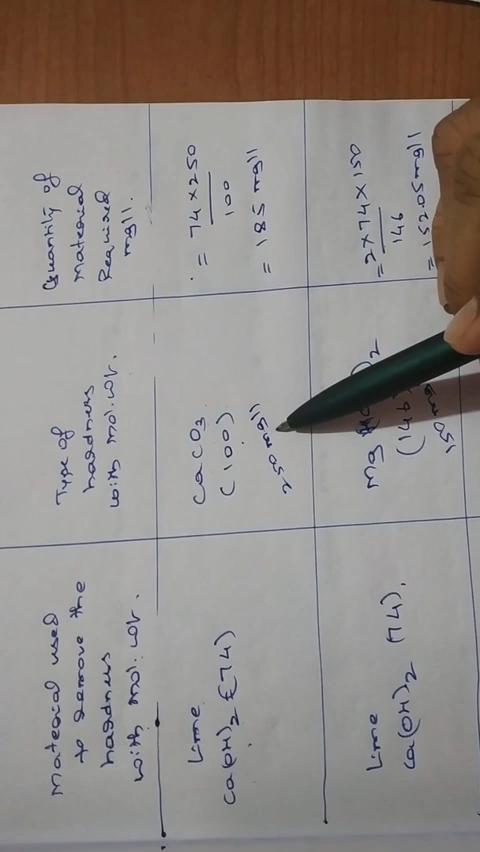 Material used
to remove the
hardness
with mol.wt.
Type of
hardness
with mol.wt.
Quantity of
Material
Required
mg/l.
Lime
Ca(OH)2 (74)
CaCO3
(100)
250 mg/l
= 74 x 250
100
= 185 mg/l
Lime
Ca(OH)2 (74).
Mg
2
(146
150
= 2 x 74 x 150
146
= 152.05 mg/l